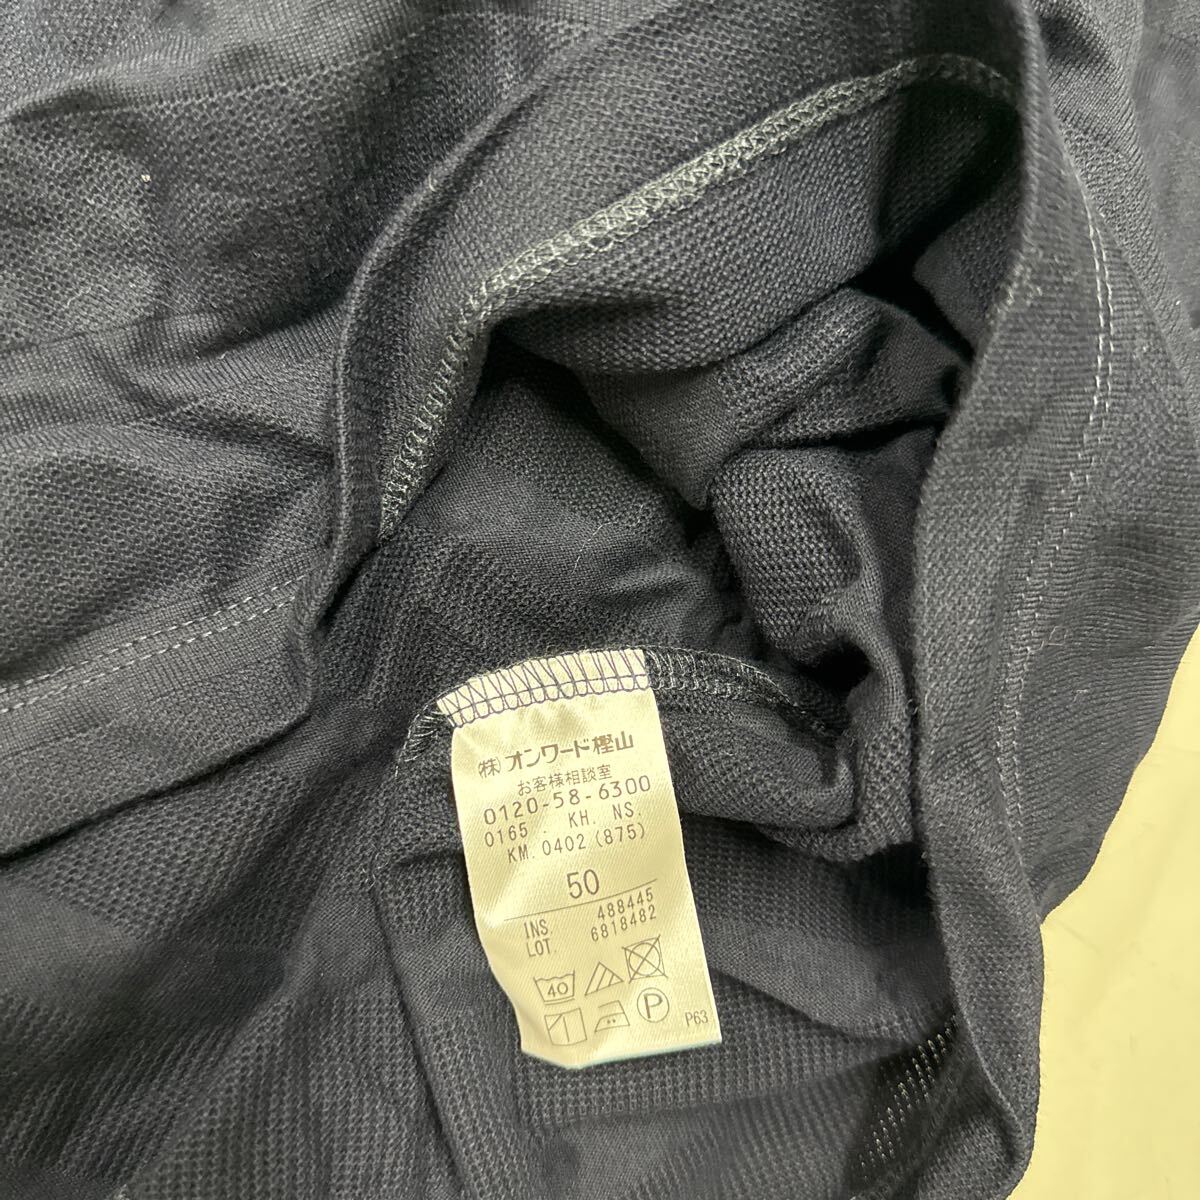 ㈱オンワード樫山
お客様相談室
0120-58-6300
0165 . KH. NS.
KM. 0402 (875)
50
INS 488445
LOT. 6818482
40
P
P63